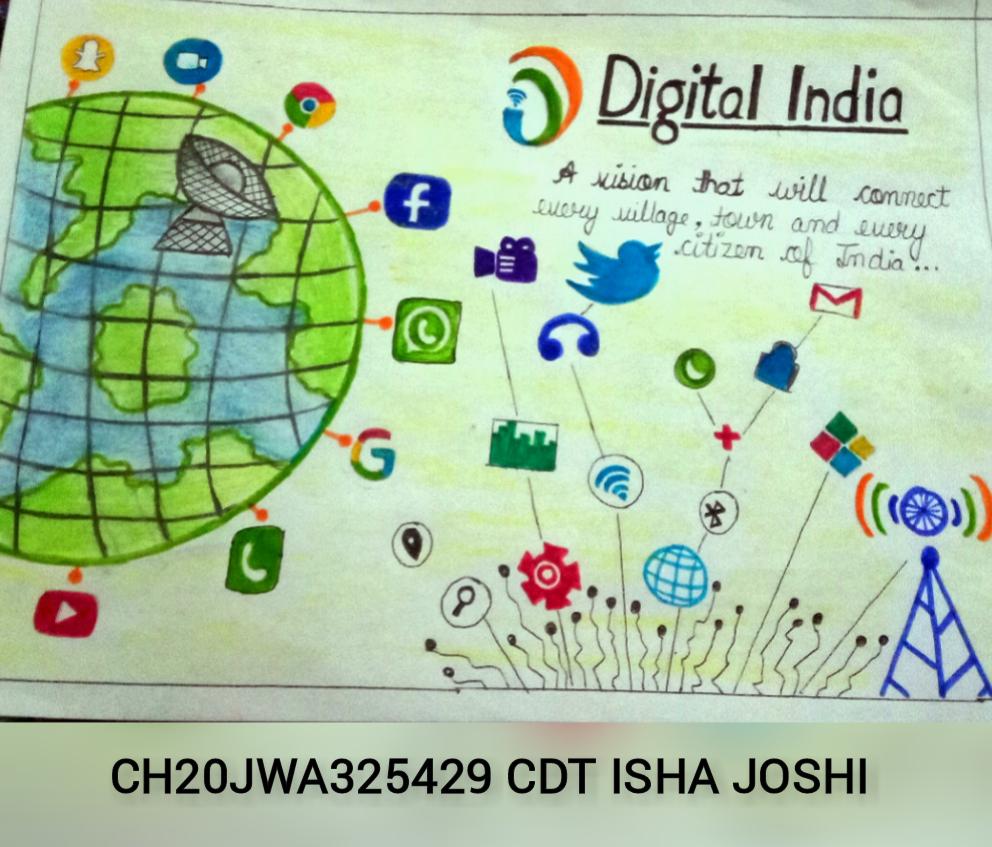 Digital India
A vision that will connect
every village, town and every
citizen of India...
CH20JWA325429 CDT ISHA JOSHI